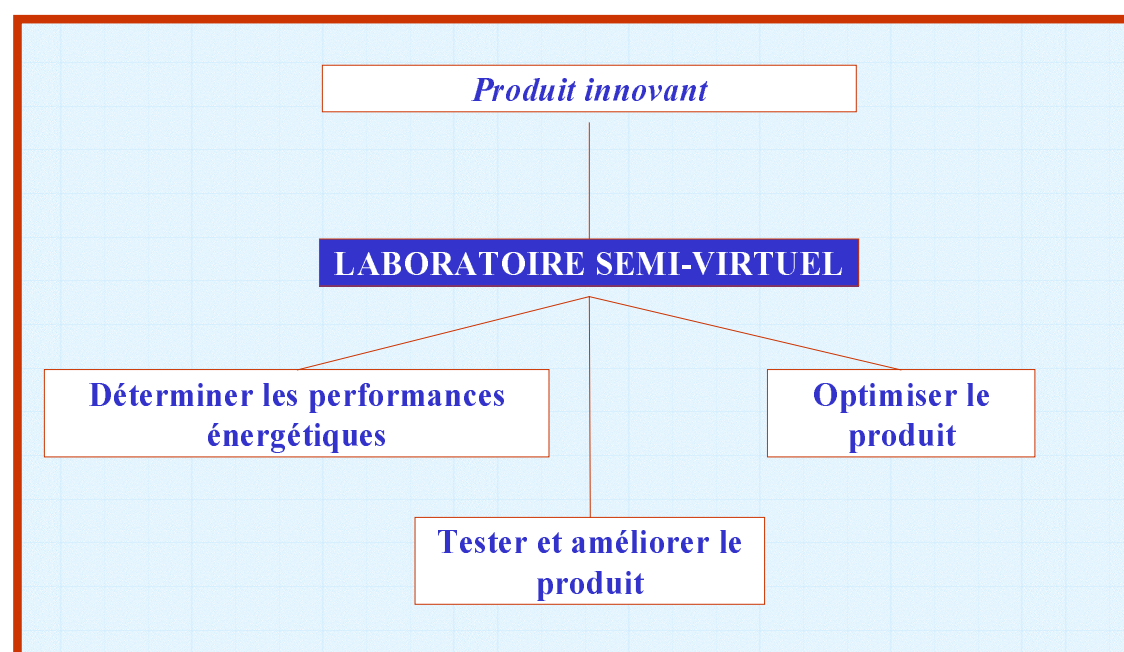 Produit innovant
LABORATOIRE SEMI-VIRTUEL
Déterminer les performances
énergétiques
Optimiser le
produit
Tester et améliorer le
produit